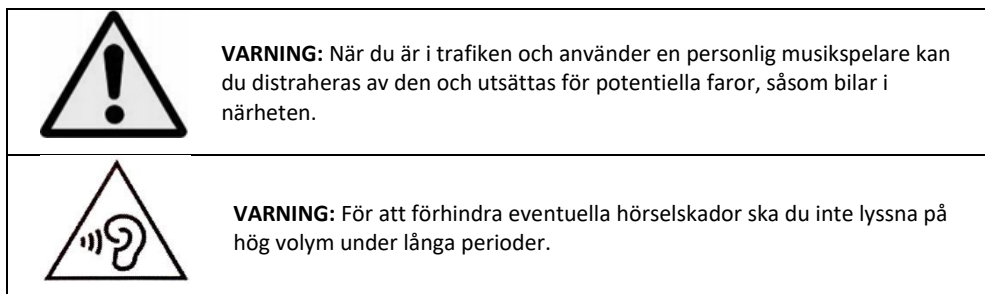 VARNING: När du är i trafiken och använder en personlig musikspelare kan
du distraheras av den och utsättas för potentiella faror, såsom bilar i
närheten.
VARNING: För att förhindra eventuella hörselskador ska du inte lyssna på
hög volym under långa perioder.